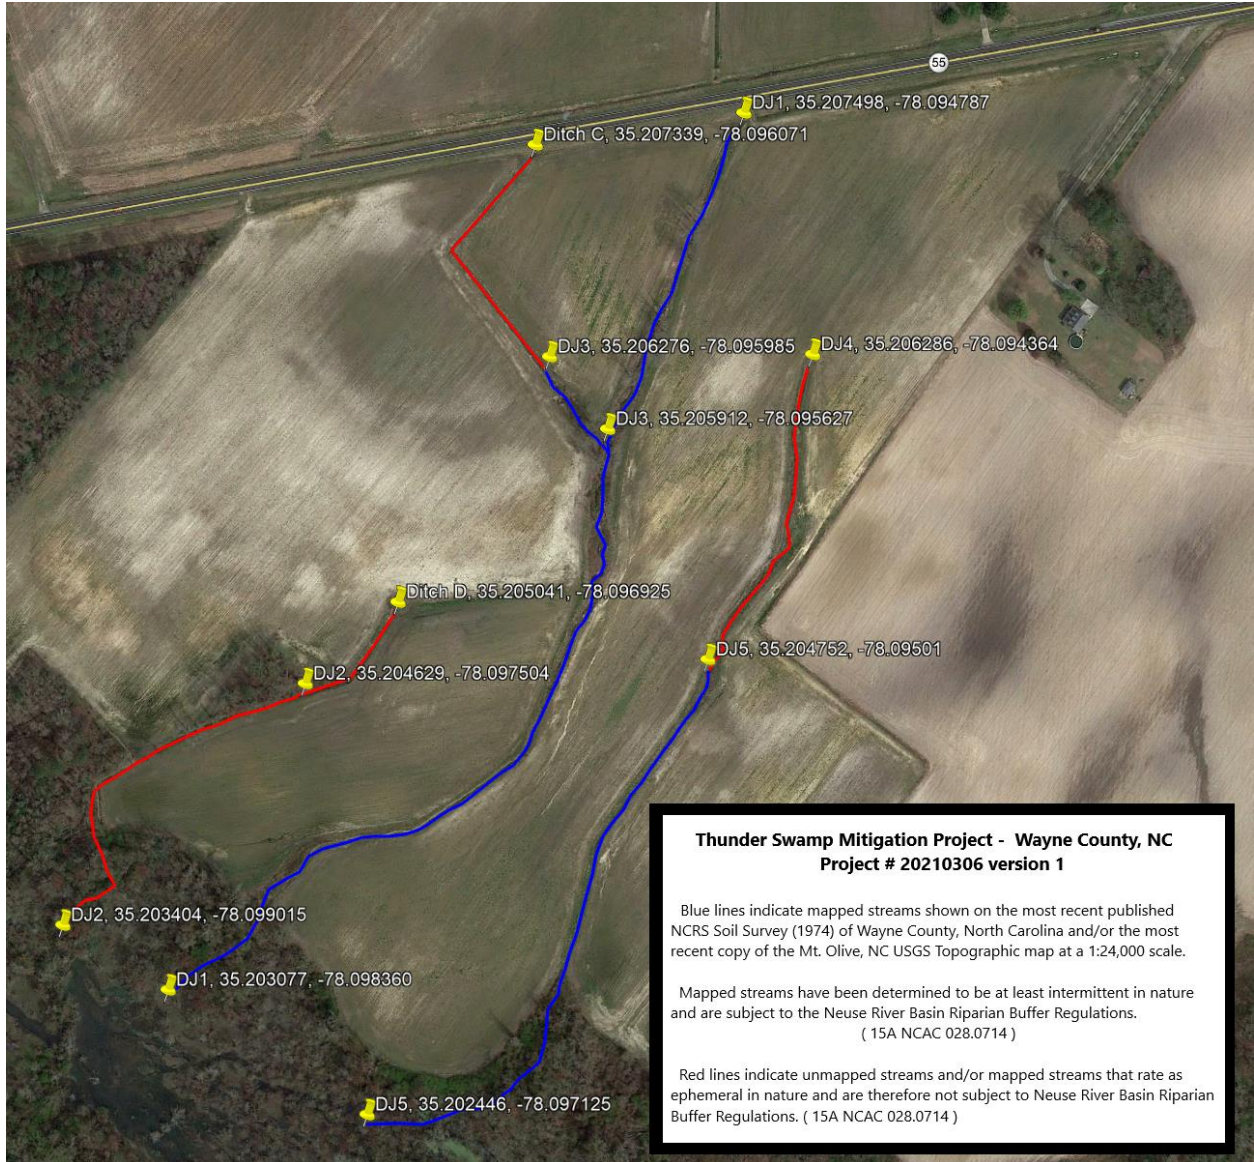 55
DJ1, 35.207498, -78.094787
Ditch C, 35.207339, -78.096071
DJ3, 35.206276, -78.095985
DJ4, 35.206286, -78.094364
DJ3, 35.205912, -78.095627
Ditch D, 35.205041, -78.096925
DJ5, 35.204752, -78.09501
DJ2, 35.204629, -78.097504
DJ2, 35.203404, -78.099015
DJ1, 35.203077, -78.098360
DJ5, 35.202446, -78.097125
Thunder Swamp Mitigation Project - Wayne County, NC
Project # 20210306 version 1
Blue lines indicate mapped streams shown on the most recent published
NCRS Soil Survey (1974) of Wayne County, North Carolina and/or the most
recent copy of the Mt. Olive, NC USGS Topographic map at a 1:24,000 scale.
Mapped streams have been determined to be at least intermittent in nature
and are subject to the Neuse River Basin Riparian Buffer Regulations.
( 15A NCAC 028.0714 )
Red lines indicate unmapped streams and/or mapped streams that rate as
ephemeral in nature and are therefore not subject to Neuse River Basin Riparian
Buffer Regulations. ( 15A NCAC 028.0714 )